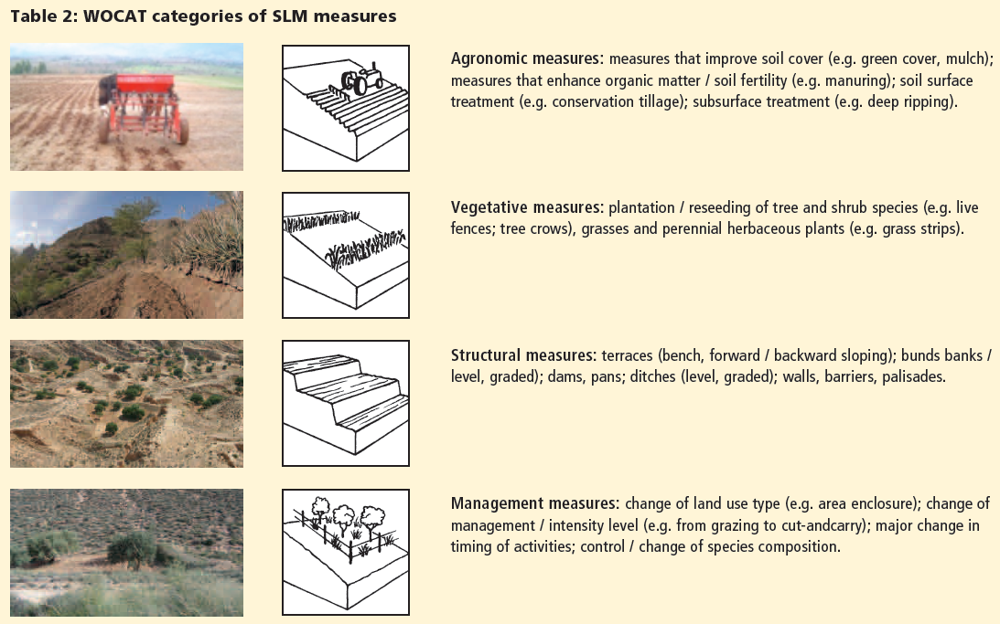 Table 2: WOCAT categories of SLM measures
Agronomic measures: measures that improve soil cover (e.g. green cover, mulch);
measures that enhance organic matter / soil fertility (e.g. manuring); soil surface
treatment (e.g. conservation tillage); subsurface treatment (e.g. deep ripping).
Vegetative measures: plantation / reseeding of tree and shrub species (e.g. live
fences; tree crows), grasses and perennial herbaceous plants (e.g. grass strips).
Structural measures: terraces (bench, forward / backward sloping); bunds banks /
level, graded); dams, pans; ditches (level, graded); walls, barriers, palisades.
Management measures: change of land use type (e.g. area enclosure); change of
management / intensity level (e.g. from grazing to cut-andcarry); major change in
timing of activities; control / change of species composition.